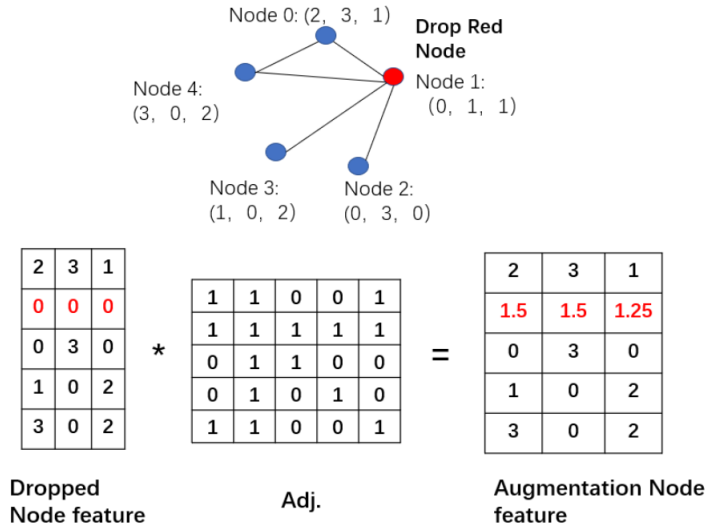 Node 0: (2, 3, 1)
Drop Red
Node
Node 4:
(3, 0, 2)
Node 1:
(0, 1, 1)
Node 3:
(1, 0, 2)
Node 2:
(0, 3, 0)
2 3 1
0 0 0
0 3 0
1 0 2
3 0 2
*
1 1 0 0 1
1 1 1 1 1
0 1 1 0 0
0 1 0 1 0
1 1 0 0 1
=
2 3 1
1.5 1.5 1.25
0 3 0
1 0 2
3 0 2
Dropped
Node feature
Adj.
Augmentation Node
feature